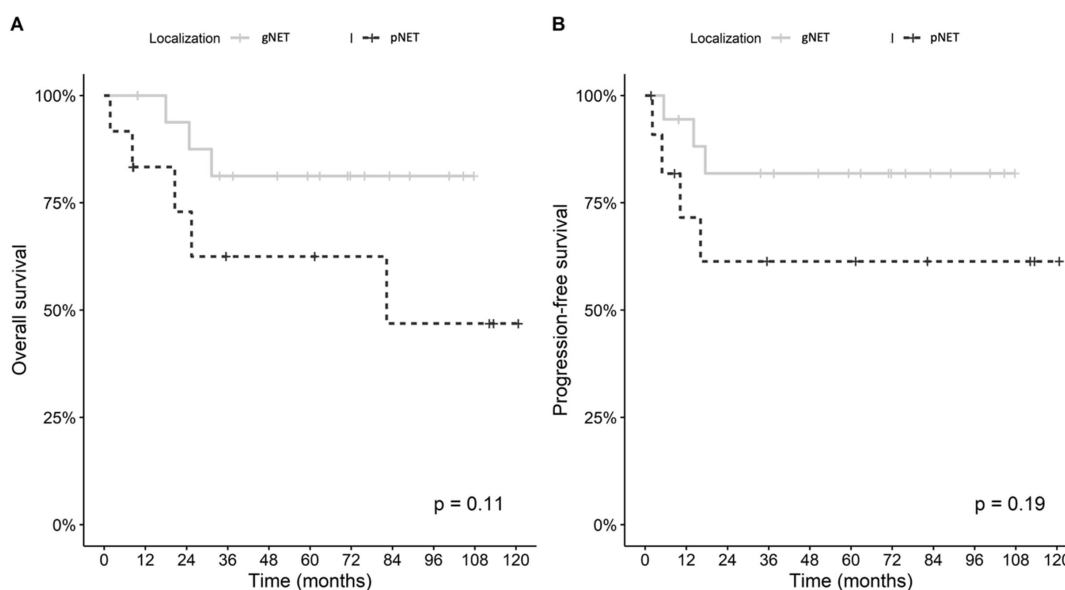 A
Localization gNET pNET
Overall survival
100%
75%
50%
25%
0%
p = 0.11
0 12 24 36 48 60 72 84 96 108 120
Time (months)
B
Localization gNET pNET
Progression-free survival
100%
75%
50%
25%
0%
p = 0.19
0 12 24 36 48 60 72 84 96 108 120
Time (months)